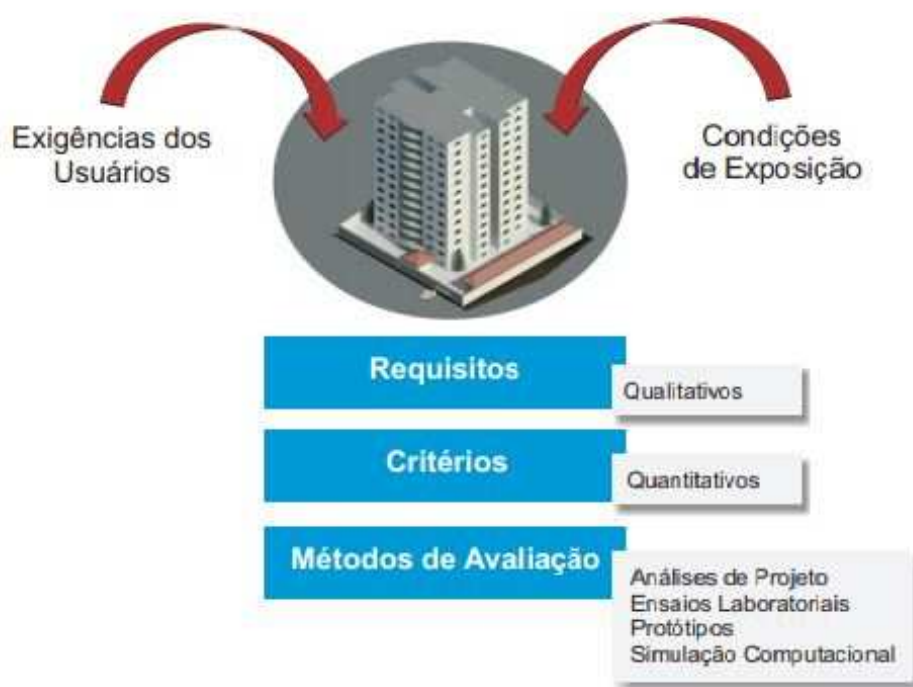 Exigências dos
Usuários
Condições
de Exposição
Requisitos
Qualitativos
Critérios
Quantitativos
Métodos de Avaliação
Análises de Projeto
Ensaios Laboratoriais
Protótipos
Simulação Computacional